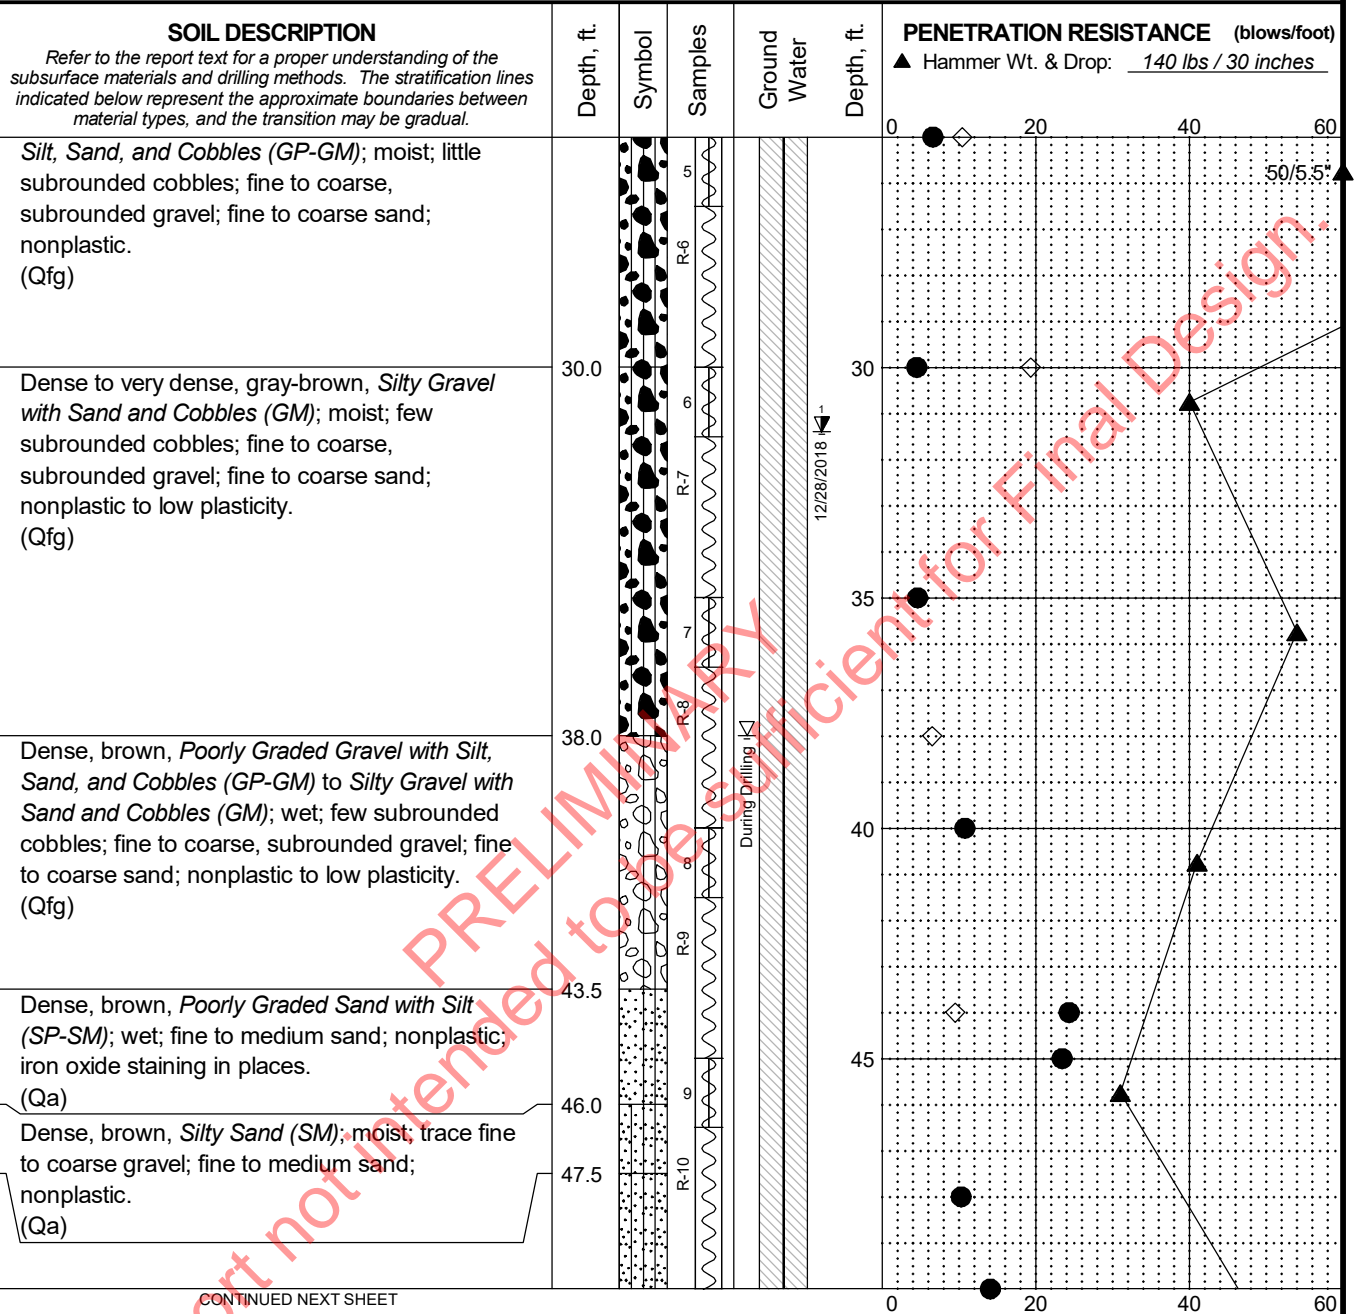 SOIL DESCRIPTION
Refer to the report text for a proper understanding of the
subsurface materials and drilling methods. The stratification lines
indicated below represent the approximate boundaries between
material types, and the transition may be gradual.
Depth, ft.
Symbol
Samples
Ground
Water
Depth, ft.
PENETRATION RESISTANCE (blows/foot)
▲ Hammer Wt. & Drop: 140 lbs / 30 inches
0 20 40 60
Silt, Sand, and Cobbles (GP-GM); moist; little
subrounded cobbles; fine to coarse,
subrounded gravel; fine to coarse sand;
nonplastic.
(Qfg)
30.0
Dense to very dense, gray-brown, Silty Gravel
with Sand and Cobbles (GM); moist; few
subrounded cobbles; fine to coarse,
subrounded gravel; fine to coarse sand;
nonplastic to low plasticity.
(Qfg)
38.0
Dense, brown, Poorly Graded Gravel with Silt,
Sand, and Cobbles (GP-GM) to Silty Gravel with
Sand and Cobbles (GM); wet; few subrounded
cobbles; fine to coarse, subrounded gravel; fine
to coarse sand; nonplastic to low plasticity.
(Qfg)
43.5
Dense, brown, Poorly Graded Sand with Silt
(SP-SM); wet; fine to medium sand; nonplastic;
iron oxide staining in places.
(Qa)
46.0
Dense, brown, Silty Sand (SM); moist; trace fine
to coarse gravel; fine to medium sand;
nonplastic.
(Qa)
47.5
CONTINUED NEXT SHEET
5
R-6
6
R-7
7
R-8
8
R-9
9
R-10
During Drilling
1
12/28/2018
30
35
40
45
50/5.5"
0 20 40 60
PRELIMINARY
ort not intended to be sufficient for Final Design.